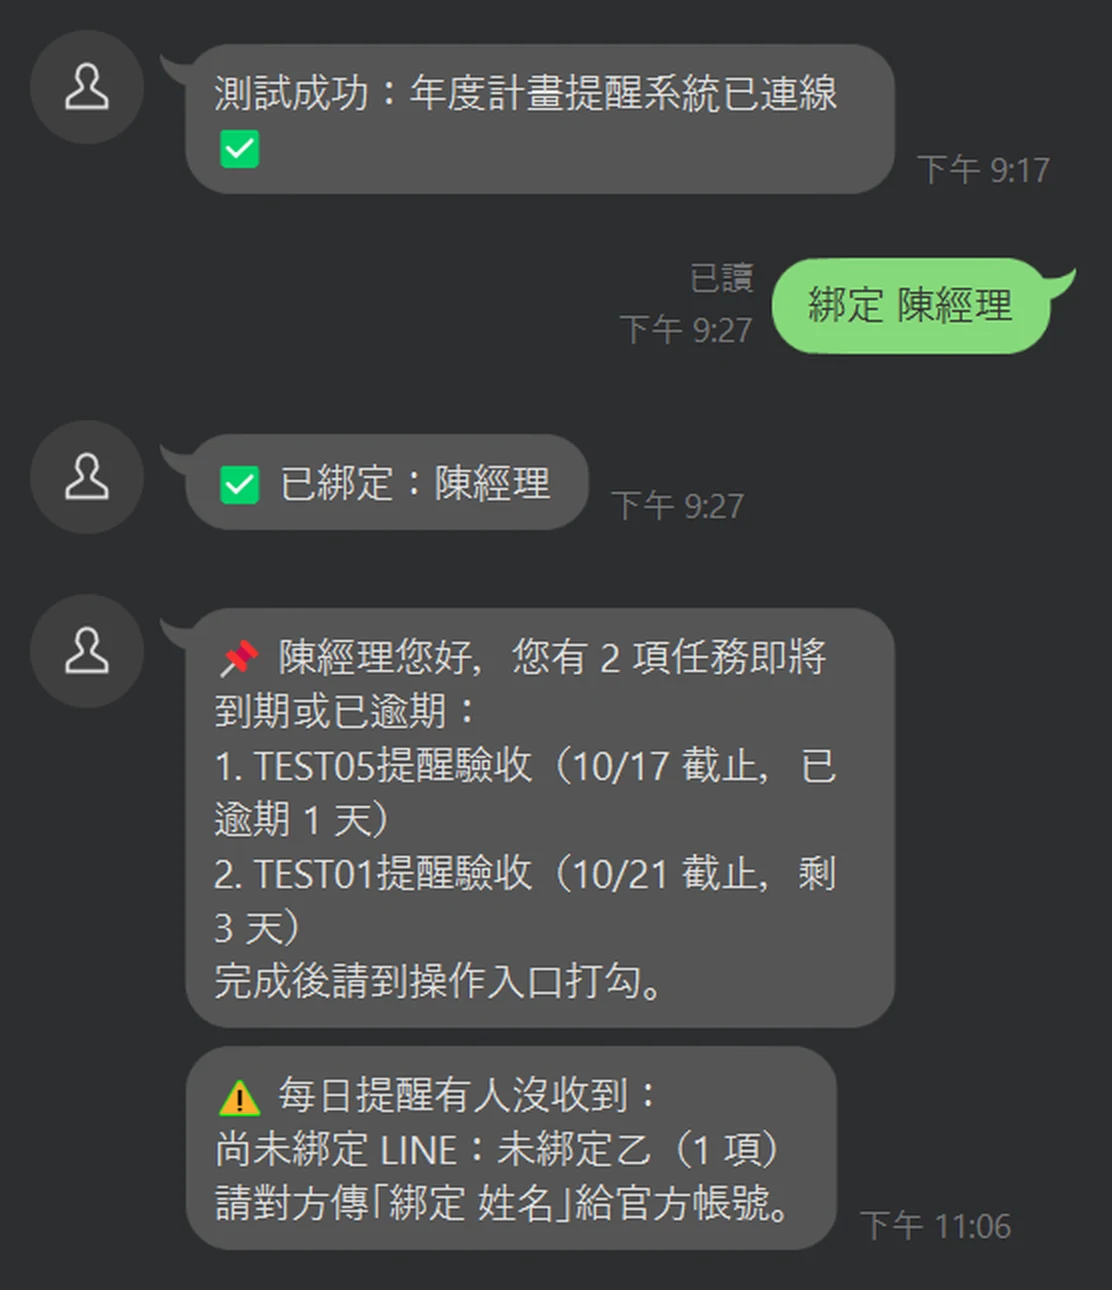 測試成功：年度計畫提醒系統已連線
✅
下午 9:17
已讀
下午 9:27
綁定 陳經理
✅ 已綁定：陳經理
下午 9:27
📌 陳經理您好，您有 2 項任務即將
到期或已逾期：
1. TEST05提醒驗收（10/17 截止，已
逾期 1 天）
2. TEST01提醒驗收（10/21 截止，剩
3 天）
完成後請到操作入口打勾。
⚠️ 每日提醒有人沒收到：
尚未綁定 LINE：未綁定乙（1 項）
請對方傳「綁定 姓名」給官方帳號。
下午 11:06